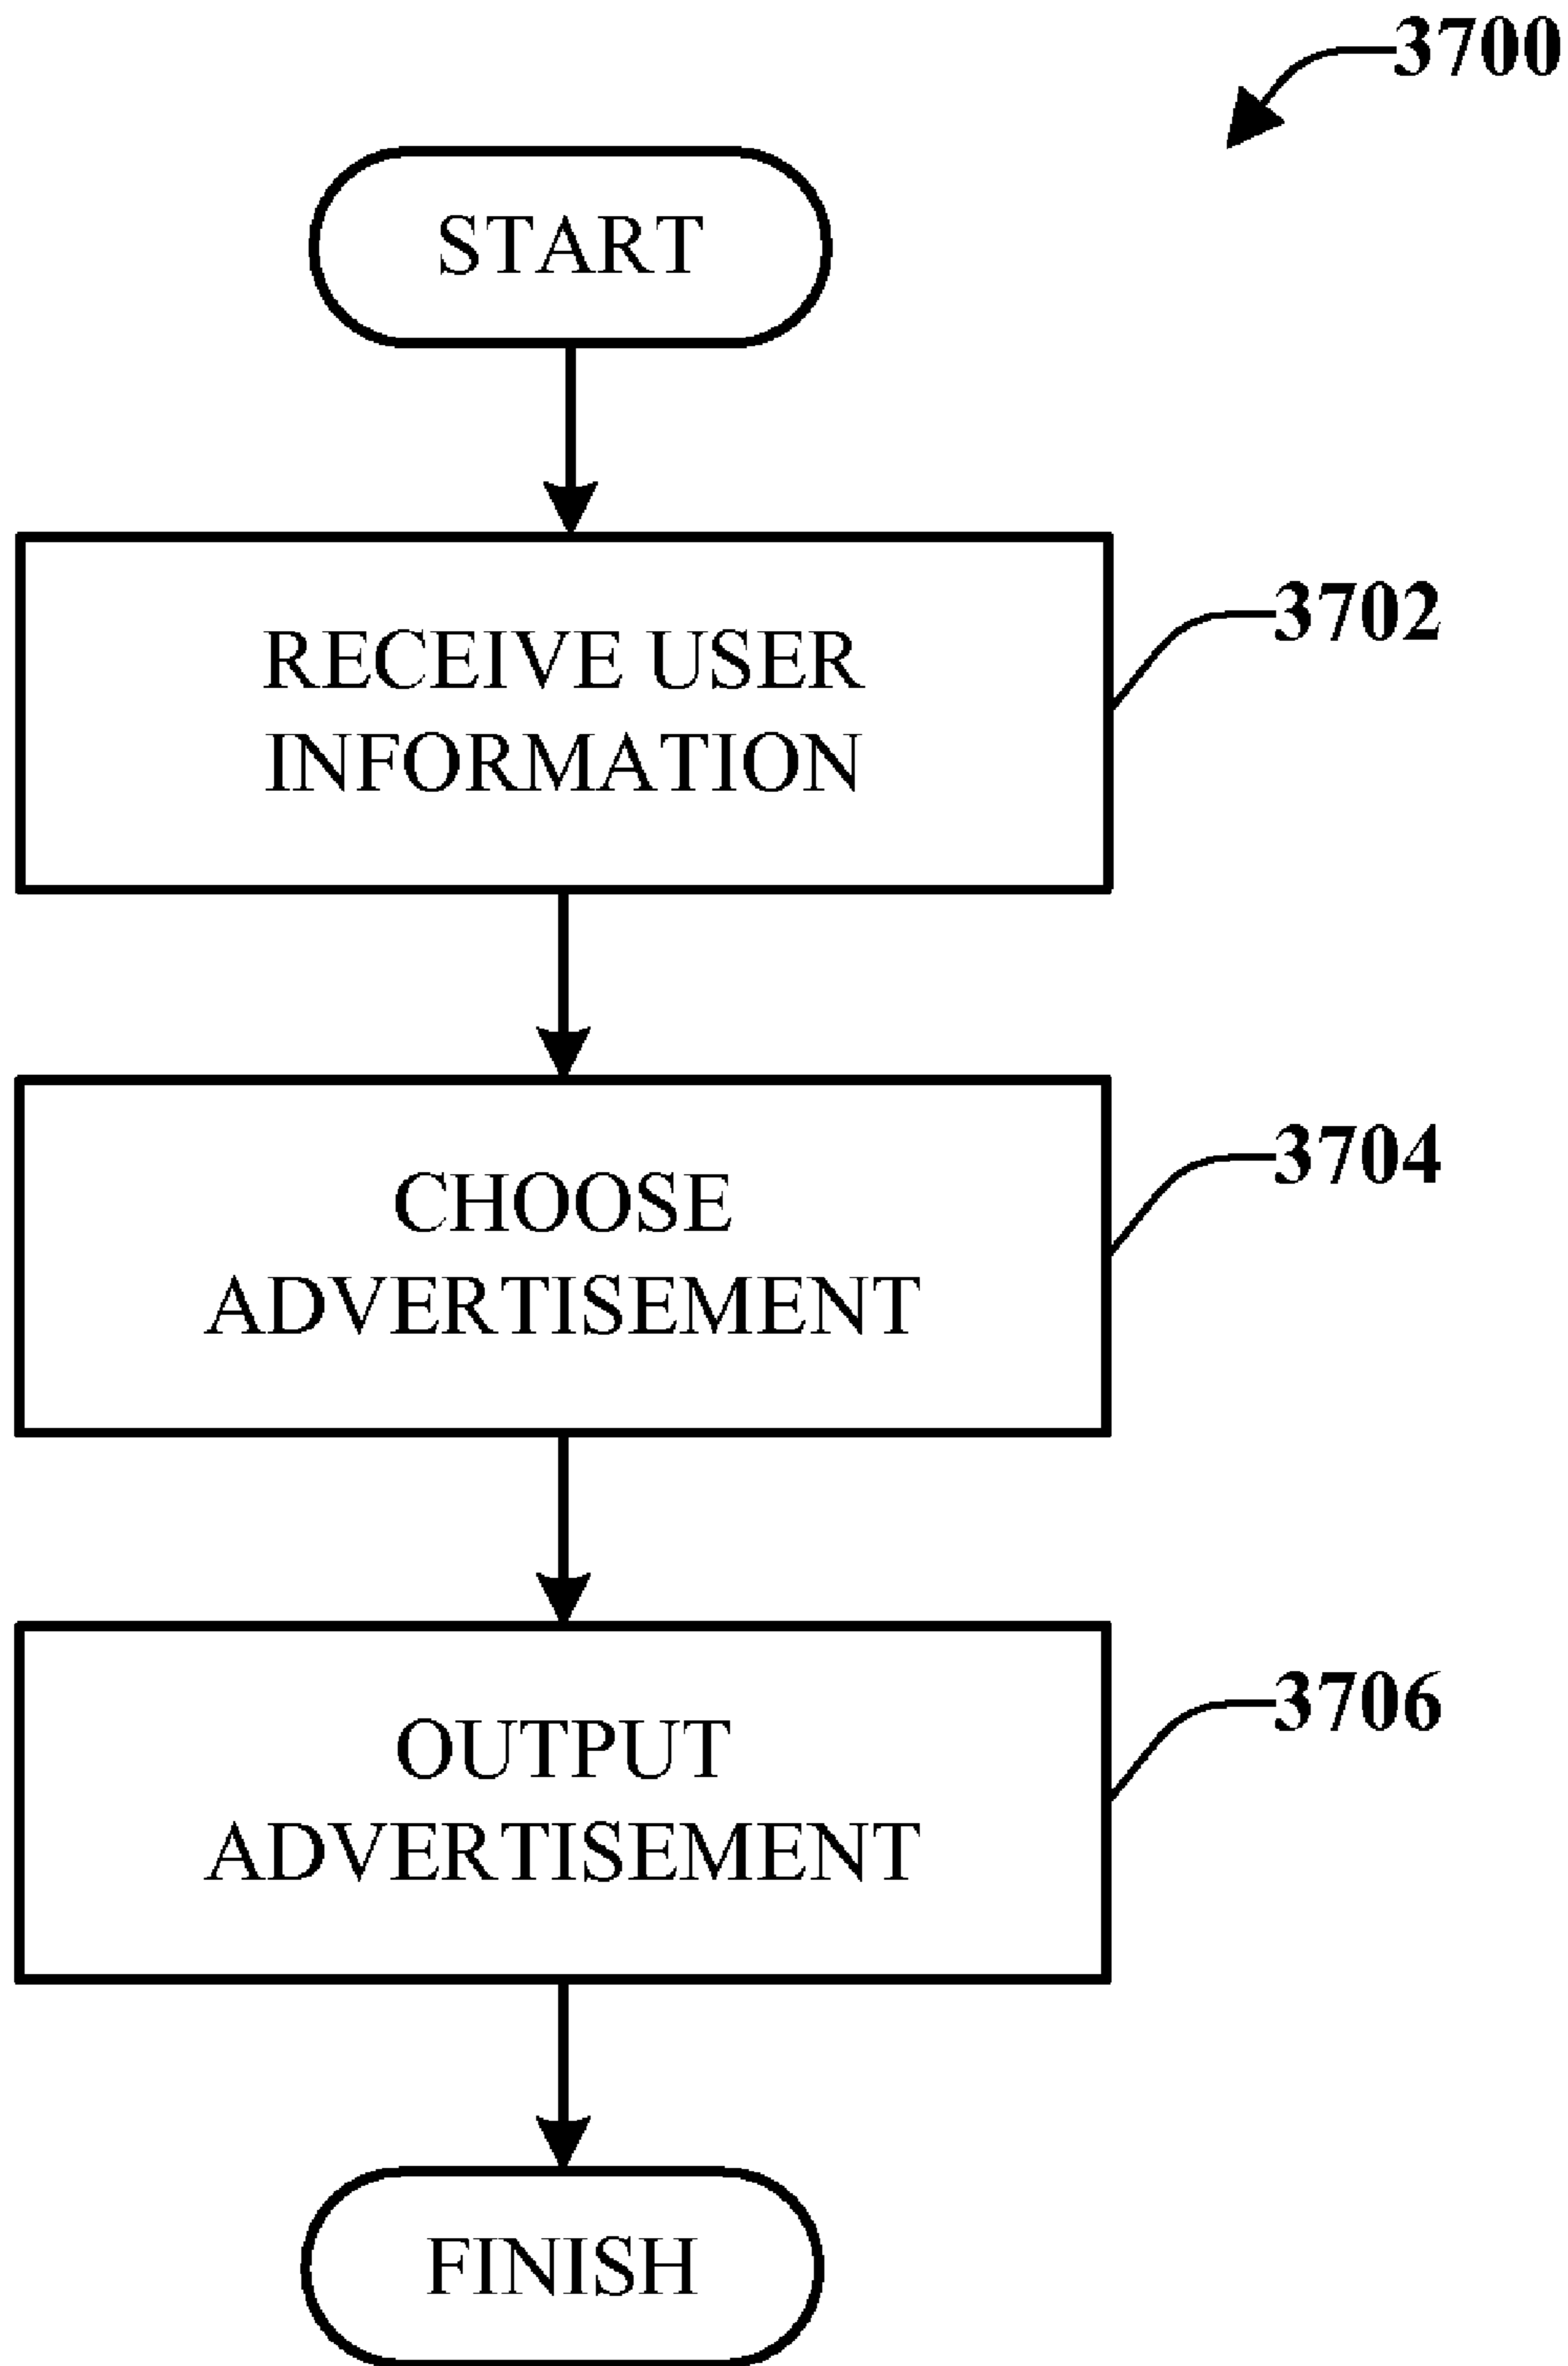 3700
START
RECEIVE USER
INFORMATION
3702
CHOOSE
ADVERTISEMENT
3704
OUTPUT
ADVERTISEMENT
3706
FINISH